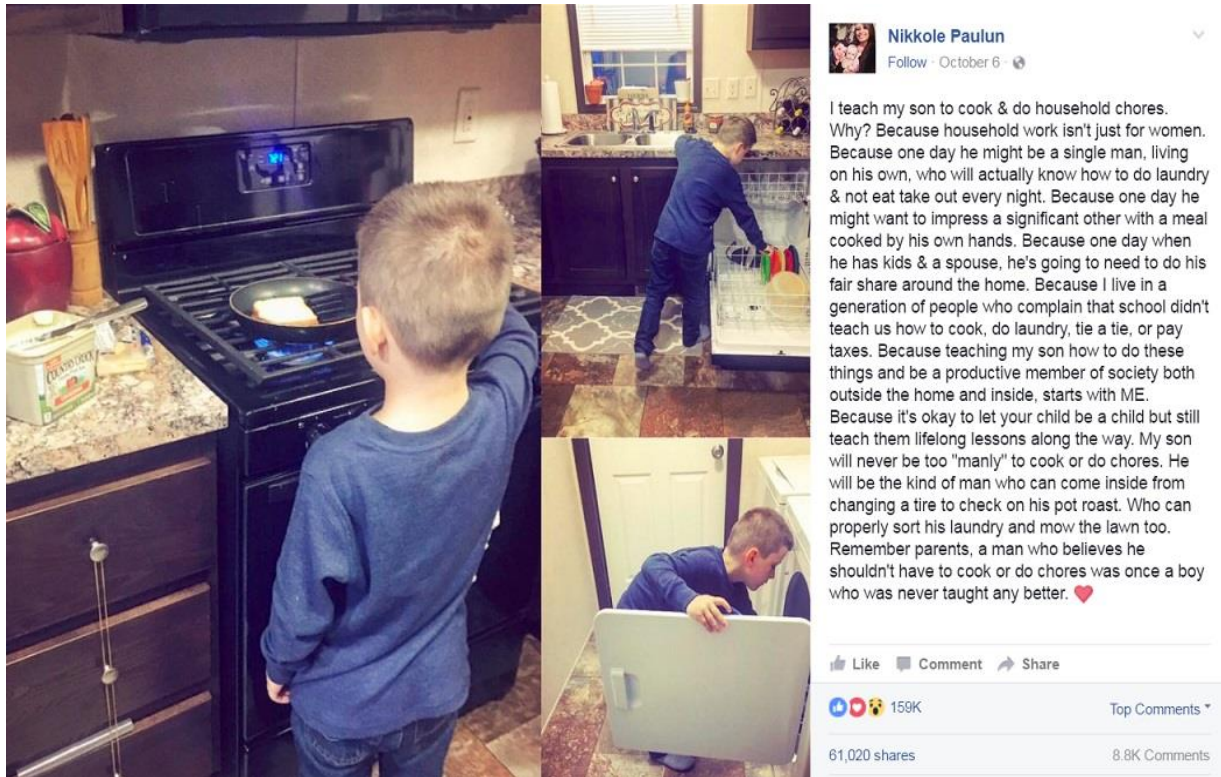 Nikkole Paulun
Follow · October 6 ·
I teach my son to cook & do household chores.
Why? Because household work isn't just for women.
Because one day he might be a single man, living
on his own, who will actually know how to do laundry
& not eat take out every night. Because one day he
might want to impress a significant other with a meal
cooked by his own hands. Because one day when
he has kids & a spouse, he's going to need to do his
fair share around the home. Because I live in a
generation of people who complain that school didn't
teach us how to cook, do laundry, tie a tie, or pay
taxes. Because teaching my son how to do these
things and be a productive member of society both
outside the home and inside, starts with ME.
Because it's okay to let your child be a child but still
teach them lifelong lessons along the way. My son
will never be too "manly" to cook or do chores. He
will be the kind of man who can come inside from
changing a tire to check on his pot roast. Who can
properly sort his laundry and mow the lawn too.
Remember parents, a man who believes he
shouldn't have to cook or do chores was once a boy
who was never taught any better. ❤
Like Comment Share
159K Top Comments
61,020 shares 8.8K Comments
COUNTRY CROCK